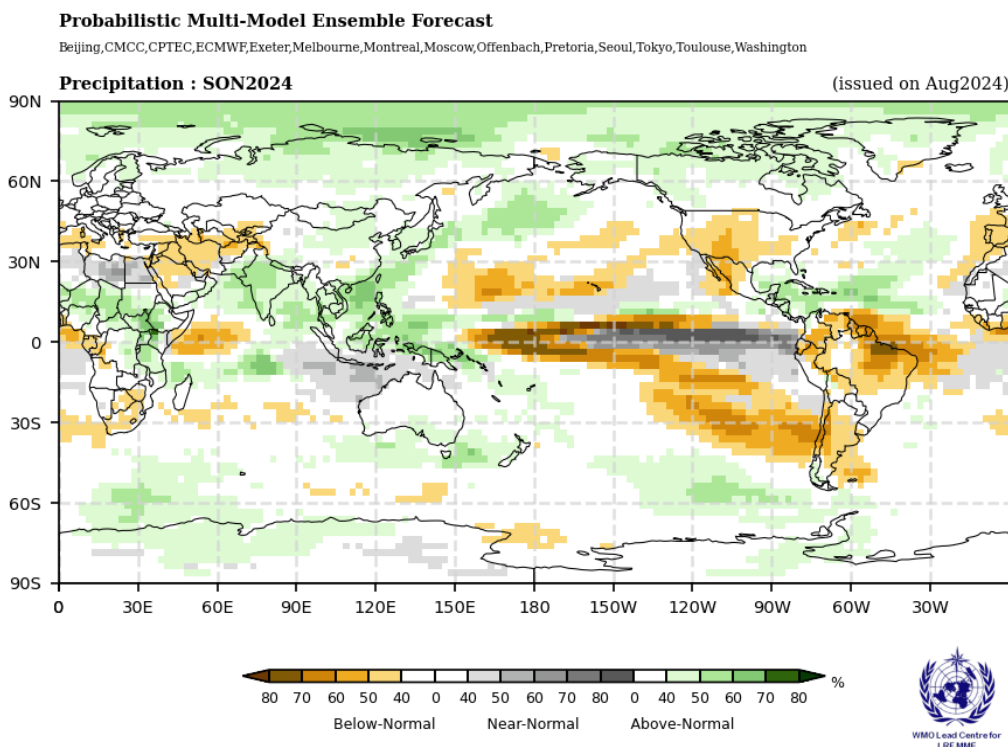 Probabilistic Multi-Model Ensemble Forecast
Beijing,CMCC,CPTEC,ECMWF,Exeter,Melbourne,Montreal,Moscow,Offenbach,Pretoria,Seoul,Tokyo,Toulouse,Washington
Precipitation : SON2024 (issued on Aug2024)
90N
60N
30N
0
30S
60S
90S
0 30E 60E 90E 120E 150E 180 150W 120W 90W 60W 30W
80 70 60 50 40 0 40 50 60 70 80 0 40 50 60 70 80 %
Below-Normal Near-Normal Above-Normal
WMO Lead Centre for
LRFMME